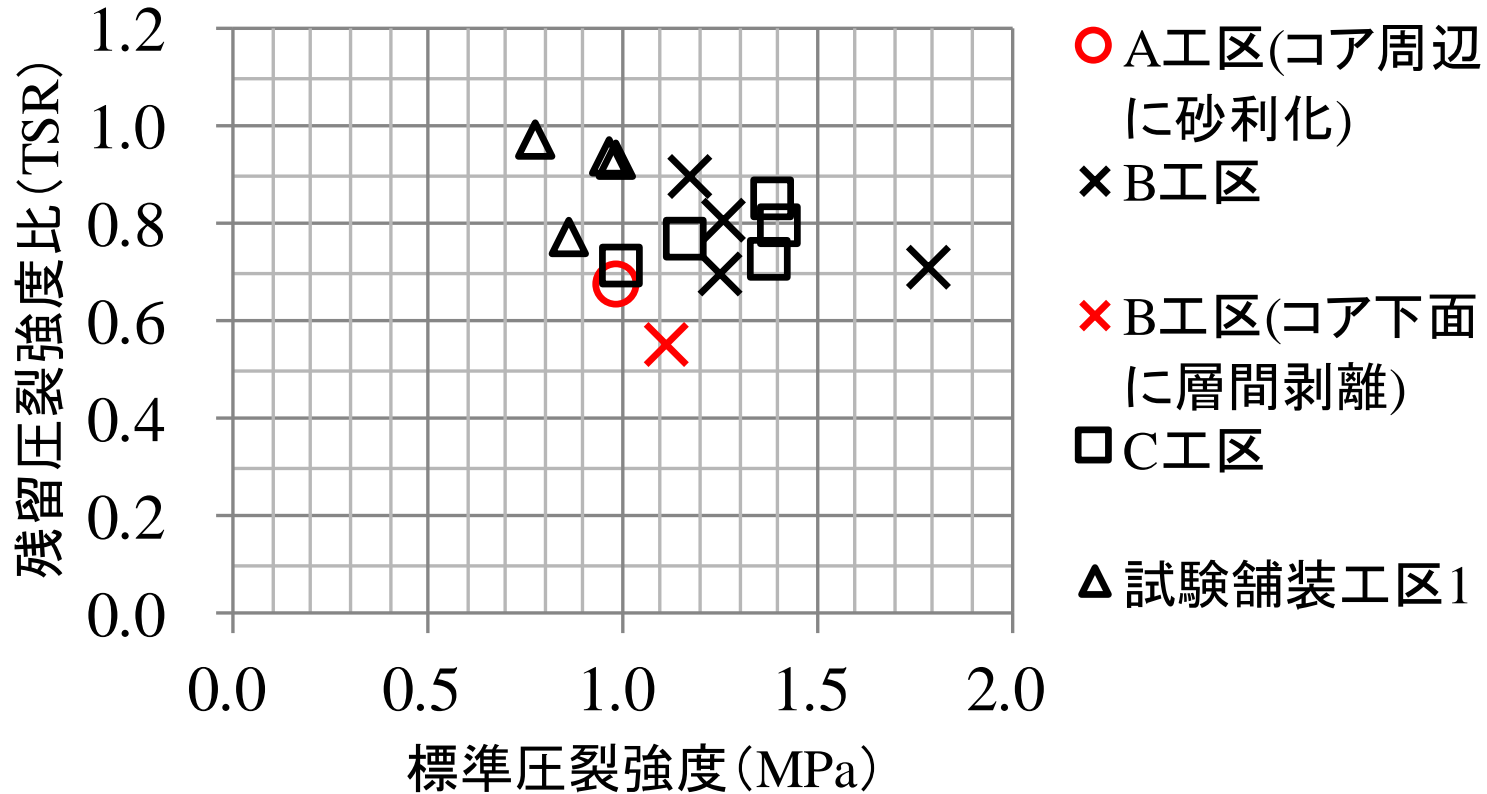 残留圧裂強度比(TSR)
1.2
1.0
0.8
0.6
0.4
0.2
0.0
0.0
0.5
1.0
1.5
2.0
標準圧裂強度(MPa)
A工区(コア周辺
に砂利化)
B工区
B工区(コア下面
に層間剥離)
C工区
試験舗装工区1